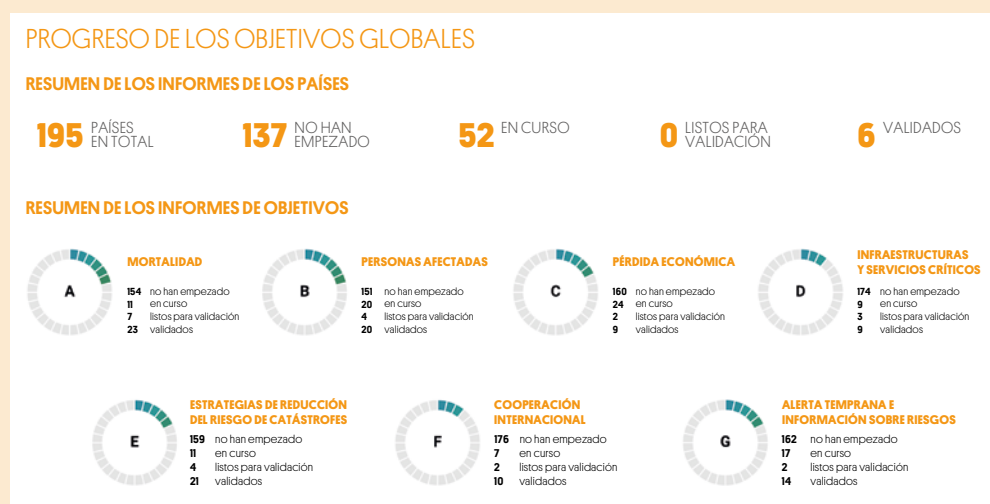 PROGRESO DE LOS OBJETIVOS GLOBALES
RESUMEN DE LOS INFORMES DE LOS PAÍSES
195 PAÍSES
EN TOTAL
137 NO HAN
EMPEZADO
52 EN CURSO
0 LISTOS PARA
VALIDACIÓN
6 VALIDADOS
RESUMEN DE LOS INFORMES DE OBJETIVOS
A
MORTALIDAD
154 no han empezado
11 en curso
7 listos para validación
23 validados
B
PERSONAS AFECTADAS
151 no han empezado
20 en curso
4 listos para validación
20 validados
C
PÉRDIDA ECONÓMICA
160 no han empezado
24 en curso
2 listos para validación
9 validados
D
INFRAESTRUCTURAS
Y SERVICIOS CRÍTICOS
174 no han empezado
9 en curso
3 listos para validación
9 validados
E
ESTRATEGIAS DE REDUCCIÓN
DEL RIESGO DE CATÁSTROFES
159 no han empezado
11 en curso
4 listos para validación
21 validados
F
COOPERACIÓN
INTERNACIONAL
176 no han empezado
7 en curso
2 listos para validación
10 validados
G
ALERTA TEMPRANA E
INFORMACIÓN SOBRE RIESGOS
162 no han empezado
17 en curso
2 listos para validación
14 validados